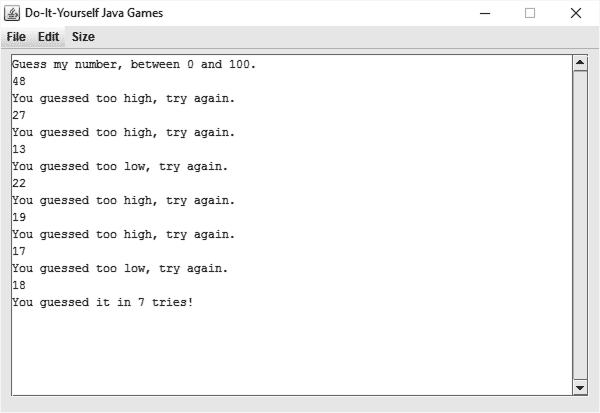 Do-It-Yourself Java Games
File Edit Size
Guess my number, between 0 and 100.
48
You guessed too high, try again.
27
You guessed too high, try again.
13
You guessed too low, try again.
22
You guessed too high, try again.
19
You guessed too high, try again.
17
You guessed too low, try again.
18
You guessed it in 7 tries!